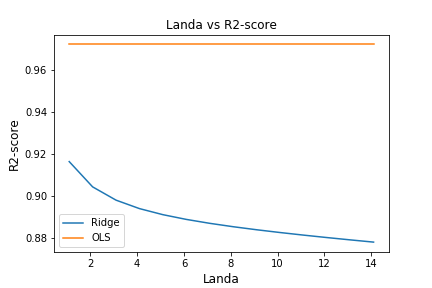 Landa vs R2-score
R2-score
0.96
0.94
0.92
0.90
0.88
Ridge
OLS
2 4 6 8 10 12 14
Landa